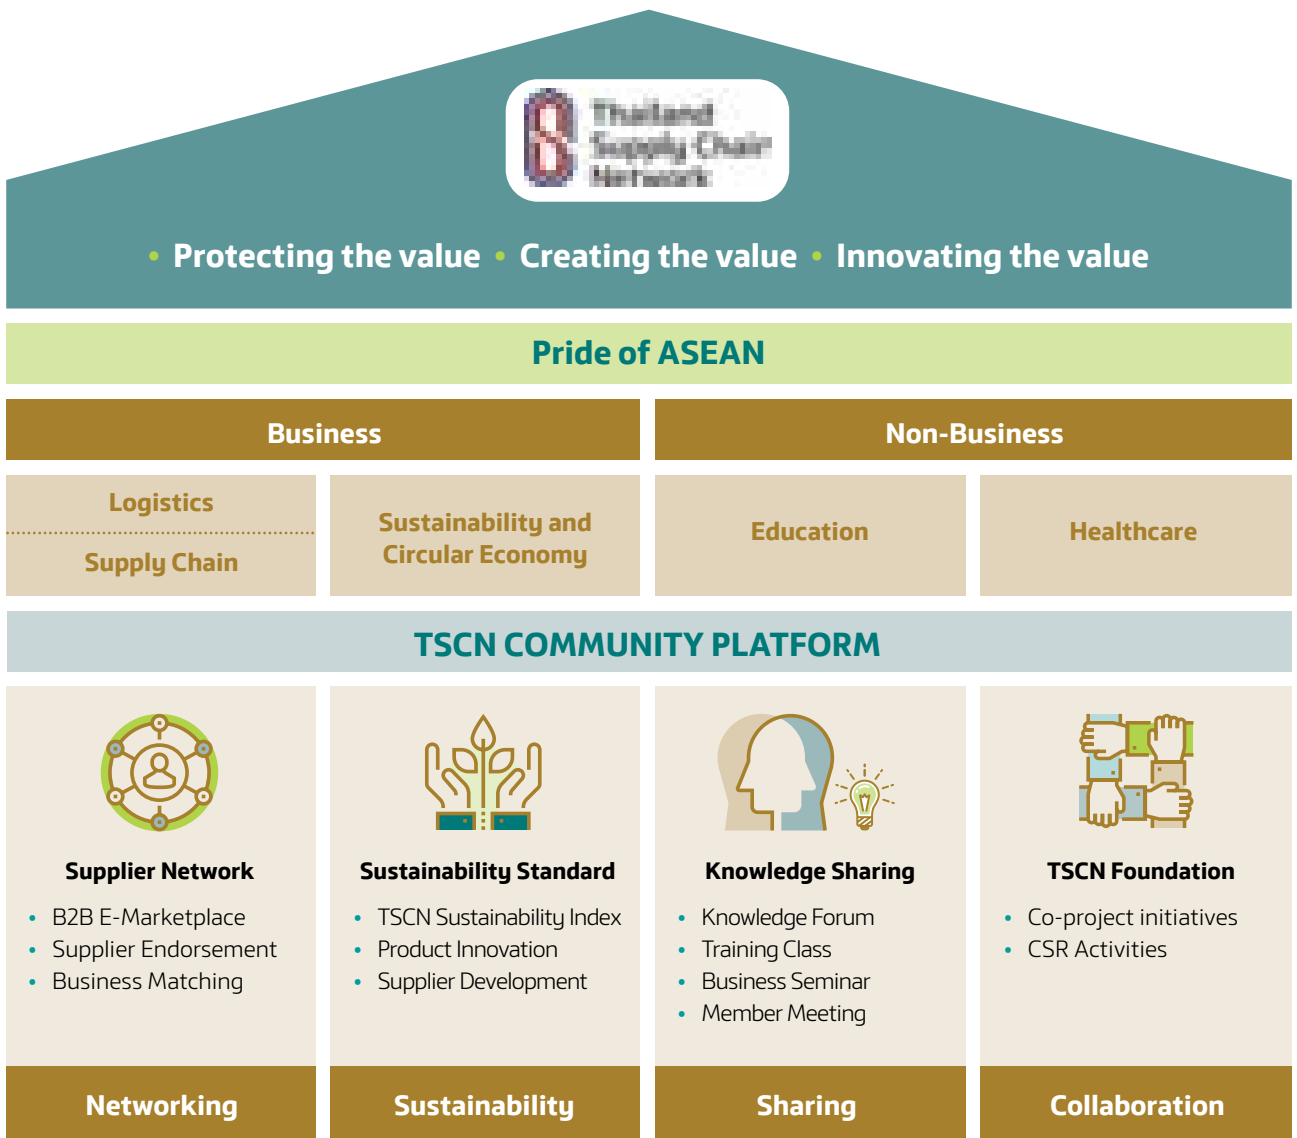 Thailand
Supply Chain
Network
• Protecting the value • Creating the value • Innovating the value
Pride of ASEAN
Business
Non-Business
Logistics
Supply Chain
Sustainability and
Circular Economy
Education
Healthcare
TSCN COMMUNITY PLATFORM
Supplier Network
• B2B E-Marketplace
• Supplier Endorsement
• Business Matching
Networking
Sustainability Standard
• TSCN Sustainability Index
• Product Innovation
• Supplier Development
Sustainability
Knowledge Sharing
• Knowledge Forum
• Training Class
• Business Seminar
• Member Meeting
Sharing
TSCN Foundation
• Co-project initiatives
• CSR Activities
Collaboration